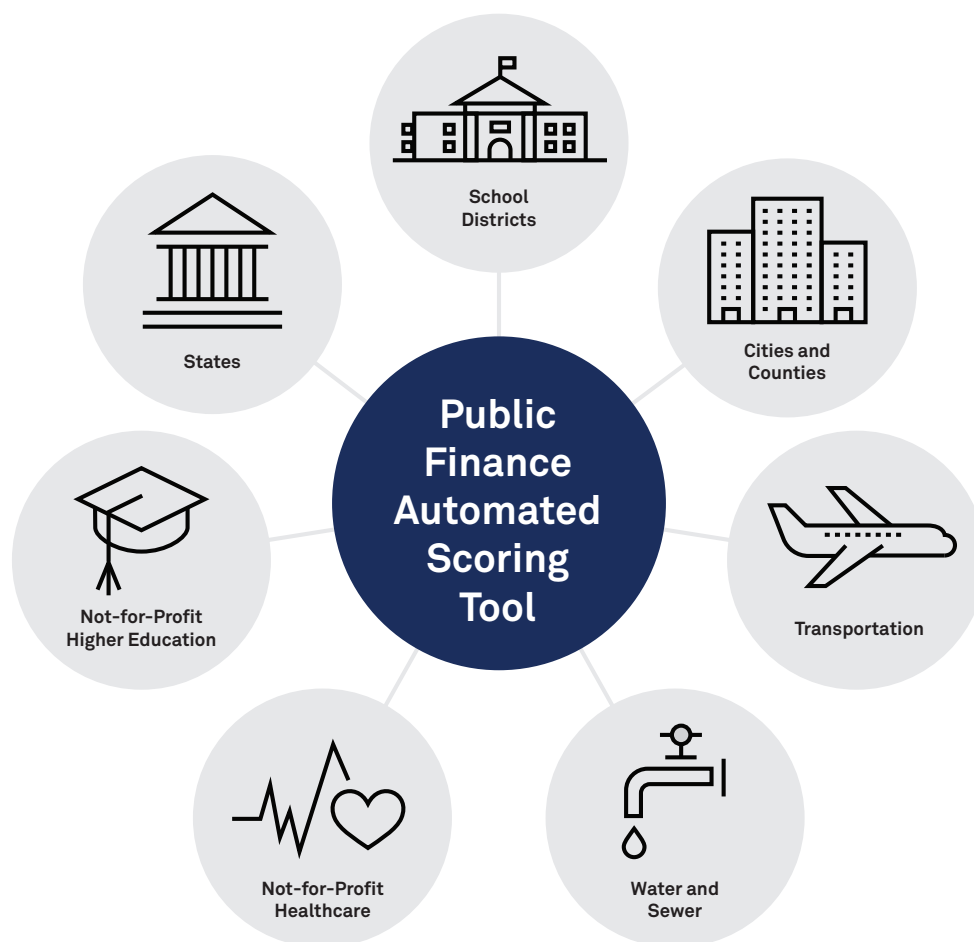 School
Districts
States
Cities and
Counties
Public
Finance
Automated
Scoring
Tool
Not-for-Profit
Higher Education
Transportation
Not-for-Profit
Healthcare
Water and
Sewer